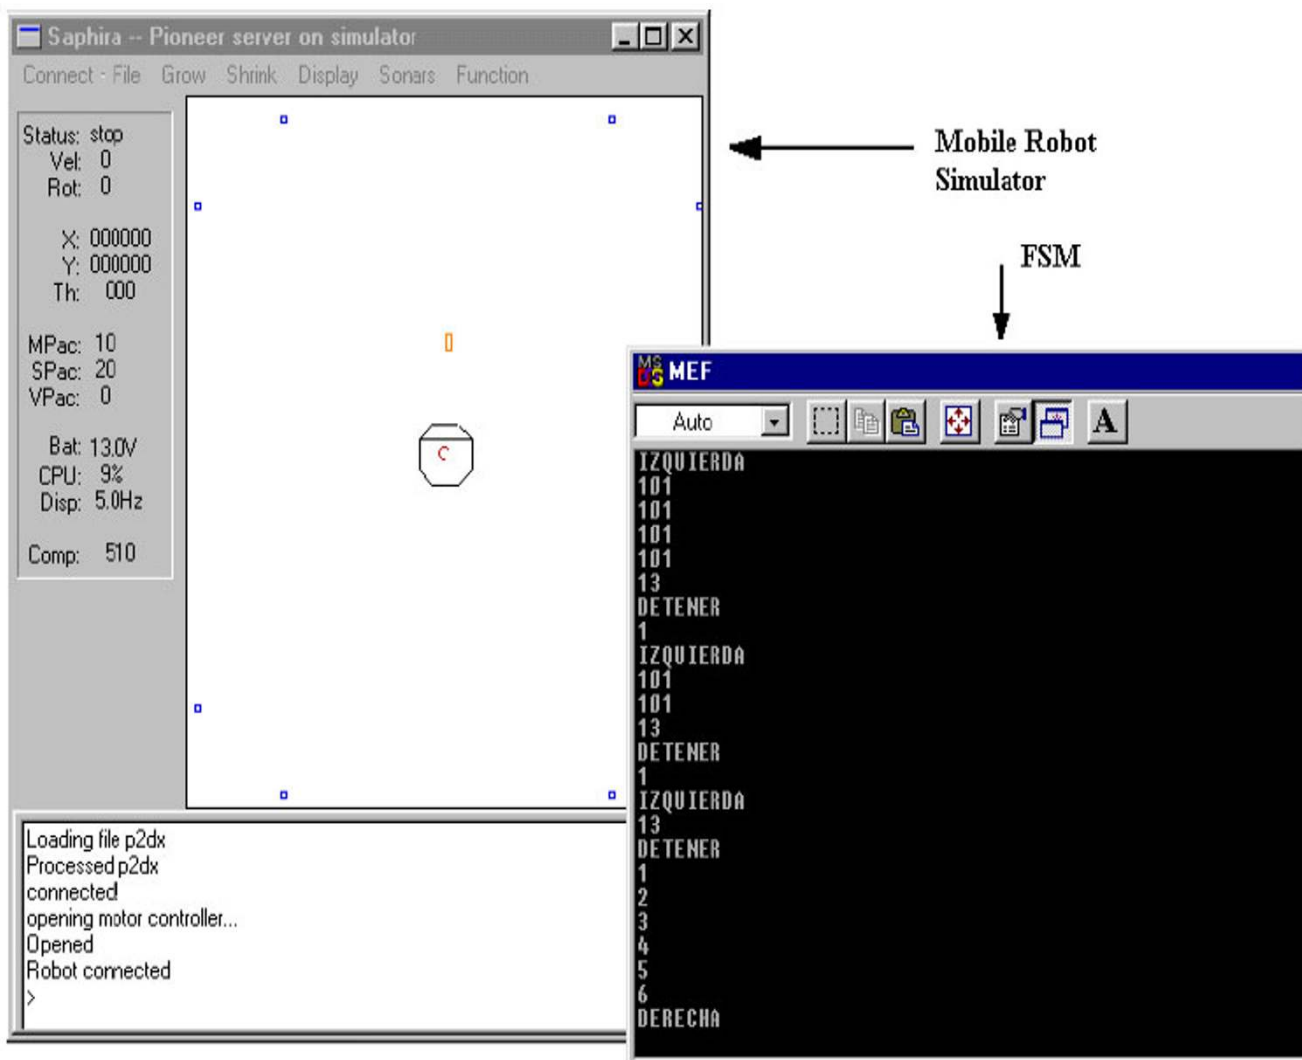 Saphira -- Pioneer server on simulator
Connect File Grow Shrink Display Sonars Function
Status: stop
Vel: 0
Rot: 0
X: 000000
Y: 000000
Th: 000
MPac: 10
SPac: 20
VPac: 0
Bat: 13.0V
CPU: 9%
Disp: 5.0Hz
Comp: 510
Loading file p2dx
Processed p2dx
connected!
opening motor controller...
Opened
Robot connected
>
Mobile Robot
Simulator
FSM
MEF
Auto
A
IZQUIERDA
101
101
101
101
13
DETENER
1
IZQUIERDA
101
101
13
DETENER
1
IZQUIERDA
13
DETENER
1
2
3
4
5
6
DERECHA